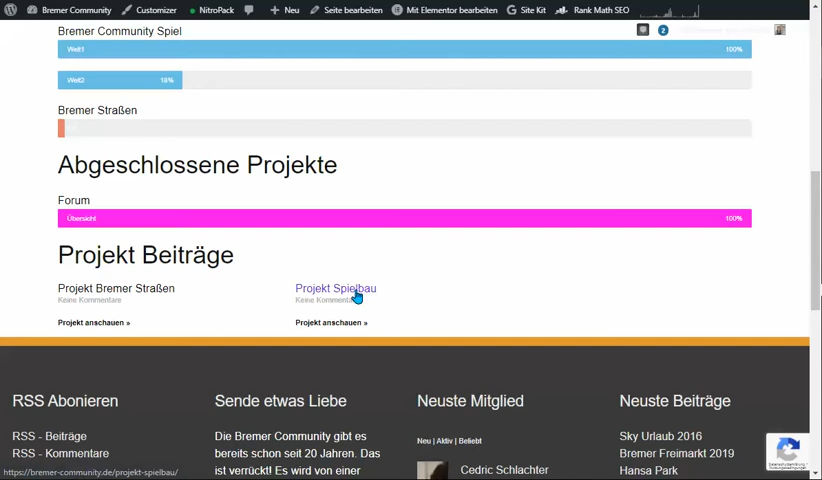 Bremer Community Customizer NitroPack Neu Seite bearbeiten Mit Elementor bearbeiten Site Kit Rank Math SEO
Bremer Community Spiel
2
Welt1 100%
Welt2 18%
Bremer Straßen
Abgeschlossene Projekte
Forum
Übersicht 100%
Projekt Beiträge
Projekt Bremer Straßen
Keine Kommentare
Projekt anschauen »
Projekt Spielbau
Keine Kommentare
Projekt anschauen »
RSS Abonieren
RSS - Beiträge
RSS - Kommentare
Sende etwas Liebe
Die Bremer Community gibt es
bereits schon seit 20 Jahren. Das
ist verrückt! Es wird von einer
Neuste Mitglied
Neu | Aktiv | Beliebt
Cedric Schlachter
Neuste Beiträge
Sky Urlaub 2016
Bremer Freimarkt 2019
Hansa Park
https://bremer-community.de/projekt-spielbau/